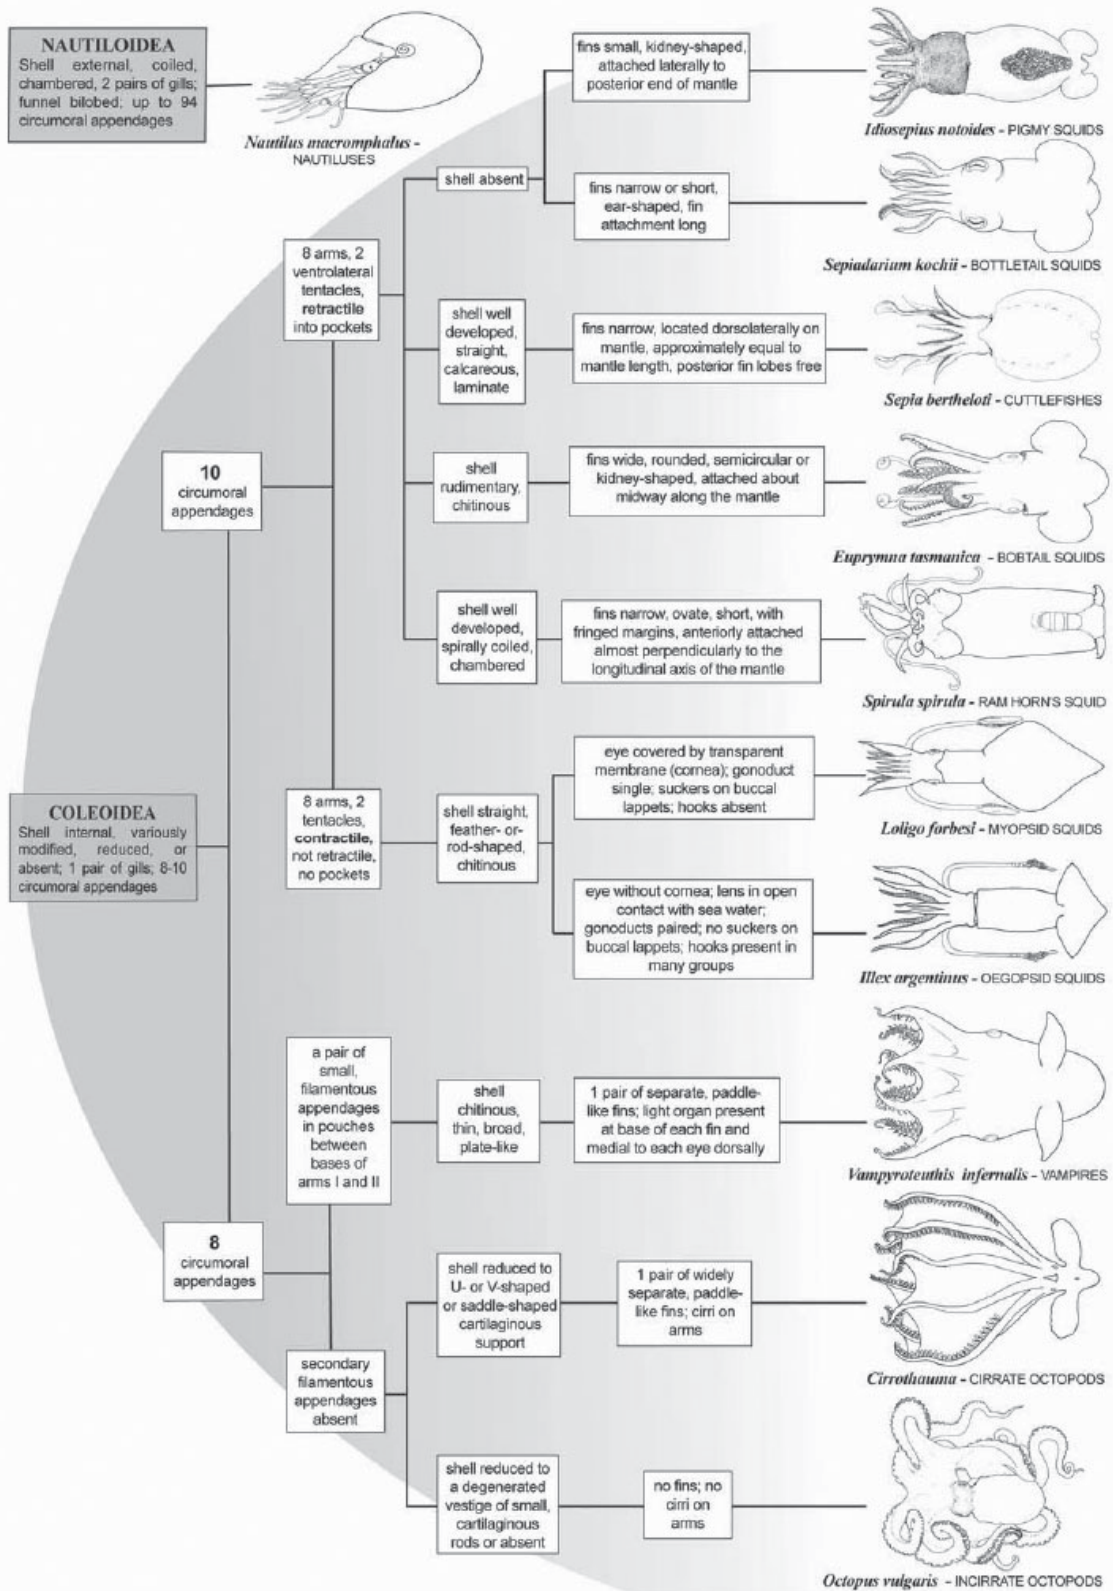 NAUTILOIDEA
Shell external, coiled,
chambered, 2 pairs of gills;
funnel bilobed; up to 94
circumoral appendages
Nautilus macromphalus -
NAUTILUSES
fins small, kidney-shaped,
attached laterally to
posterior end of mantle
Idiosepius notoides - PIGMY SQUIDS
shell absent
fins narrow or short,
ear-shaped, fin
attachment long
Sepiadarium kochii - BOTTLETAIL SQUIDS
8 arms, 2
ventrolateral
tentacles,
retractile
into pockets
shell well
developed,
straight,
calcareous,
laminate
fins narrow, located dorsolaterally on
mantle, approximately equal to
mantle length, posterior fin lobes free
Sepia bertheloti - CUTTLEFISHES
10
circumoral
appendages
shell
rudimentary,
chitinous
fins wide, rounded, semicircular or
kidney-shaped, attached about
midway along the mantle
Euprymna tasmanica - BOBTAIL SQUIDS
shell well
developed,
spirally coiled,
chambered
fins narrow, ovate, short, with
fringed margins, anteriorly attached
almost perpendicularly to the
longitudinal axis of the mantle
Spirula spirula - RAM HORN'S SQUID
COLEOIDEA
Shell internal, variously
modified, reduced, or
absent; 1 pair of gills; 8-10
circumoral appendages
8 arms, 2
tentacles,
contractile,
not retractile,
no pockets
shell straight,
feather- or-
rod-shaped,
chitinous
eye covered by transparent
membrane (cornea); gonoduct
single; suckers on buccal
lappets; hooks absent
Loligo forbesi - MYOPSID SQUIDS
eye without cornea; lens in open
contact with sea water;
gonoducts paired; no suckers on
buccal lappets; hooks present in
many groups
Illex argentinus - OEGOPSID SQUIDS
a pair of
small,
filamentous
appendages
in pouches
between
bases of
arms I and II
shell
chitinous,
thin, broad,
plate-like
1 pair of separate, paddle-
like fins; light organ present
at base of each fin and
medial to each eye dorsally
Vampyroteuthis infernalis - VAMPIRES
8
circumoral
appendages
shell reduced to
U- or V-shaped
or saddle-shaped
cartilaginous
support
1 pair of widely
separate, paddle-
like fins; cirri on
arms
Cirrothauma - CIRRATE OCTOPODS
secondary
filamentous
appendages
absent
shell reduced to
a degenerated
vestige of small,
cartilaginous
rods or absent
no fins; no
cirri on
arms
Octopus vulgaris - INCIRRATE OCTOPODS